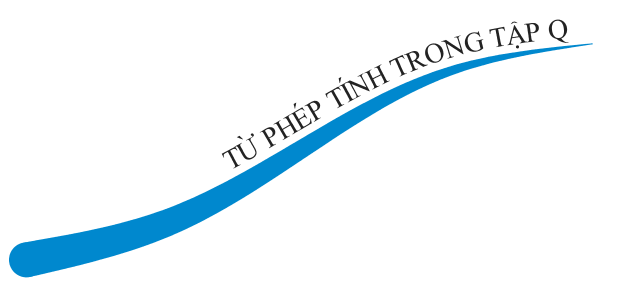 TỪ PHÉP TÍNH TRONG TẬP Q